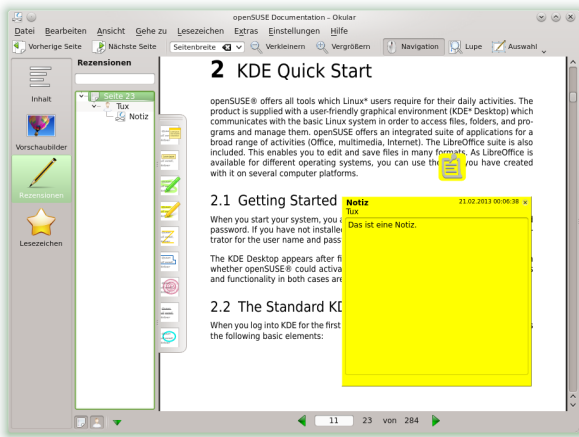 openSUSE Documentation – Okular
Datei Bearbeiten Ansicht Gehe zu Lesezeichen Extras Einstellungen Hilfe
Vorherige Seite Nächste Seite Seitenbreite Verkleinern Vergrößern Navigation Lupe Auswahl
Rezensionen
Inhalt
Vorschaubilder
Rezensionen
Lesezeichen
Seite 23
Tux
Notiz
2 KDE Quick Start
openSUSE® offers all tools which Linux* users require for their daily activities. The
product is supplied with a user-friendly graphical environment (KDE* Desktop) which
communicates with the basic Linux system in order to access files, folders, and pro-
grams and manage them. openSUSE offers an integrated suite of applications for a
broad range of activities (Office, multimedia, Internet). The LibreOffice suite is also
included. This enables you to edit and save files in many formats. As LibreOffice is
available for different operating systems, you can use the you have created
with it on several computer platforms.
2.1 Getting Started
When you start your system, you a
password. If you have not installe
trator for the user name and pass
The KDE Desktop appears after fi
whether openSUSE® could activa
and functionality in both cases are
2.2 The Standard KD
When you log into KDE for the first
the following basic elements:
Notiz 21.02.2013 00:06:38
Tux
Das ist eine Notiz.
11 23 von 284